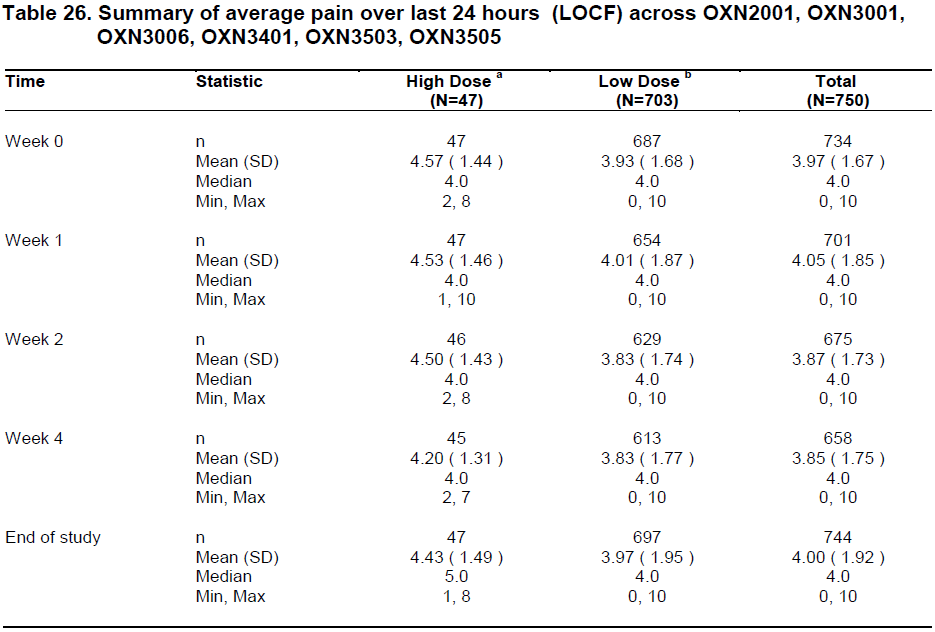 Table 26. Summary of average pain over last 24 hours (LOCF) across OXN2001, OXN3001,
OXN3006, OXN3401, OXN3503, OXN3505
Time Statistic High Dose a Low Dose b Total
(N=47) (N=703) (N=750)
Week 0 n 47 687 734
Mean (SD) 4.57 ( 1.44 ) 3.93 ( 1.68 ) 3.97 ( 1.67 )
Median 4.0 4.0 4.0
Min, Max 2, 8 0, 10 0, 10
Week 1 n 47 654 701
Mean (SD) 4.53 ( 1.46 ) 4.01 ( 1.87 ) 4.05 ( 1.85 )
Median 4.0 4.0 4.0
Min, Max 1, 10 0, 10 0, 10
Week 2 n 46 629 675
Mean (SD) 4.50 ( 1.43 ) 3.83 ( 1.74 ) 3.87 ( 1.73 )
Median 4.0 4.0 4.0
Min, Max 2, 8 0, 10 0, 10
Week 4 n 45 613 658
Mean (SD) 4.20 ( 1.31 ) 3.83 ( 1.77 ) 3.85 ( 1.75 )
Median 4.0 4.0 4.0
Min, Max 2, 7 0, 10 0, 10
End of study n 47 697 744
Mean (SD) 4.43 ( 1.49 ) 3.97 ( 1.95 ) 4.00 ( 1.92 )
Median 5.0 4.0 4.0
Min, Max 1, 8 0, 10 0, 10